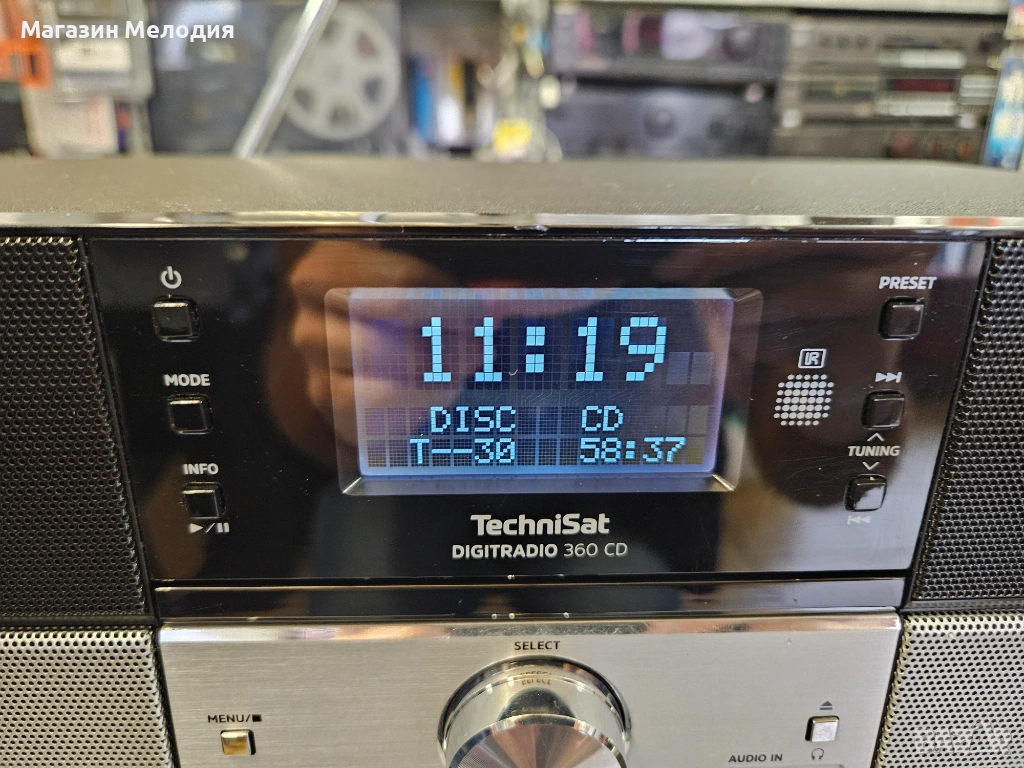 Магазин Мелодия
PRESET
11:19
MODE
IR
DISC CD
T--30 58:37
TUNING
INFO
TechniSat
DIGITRADIO 360 CD
SELECT
MENU/■
AUDIO IN